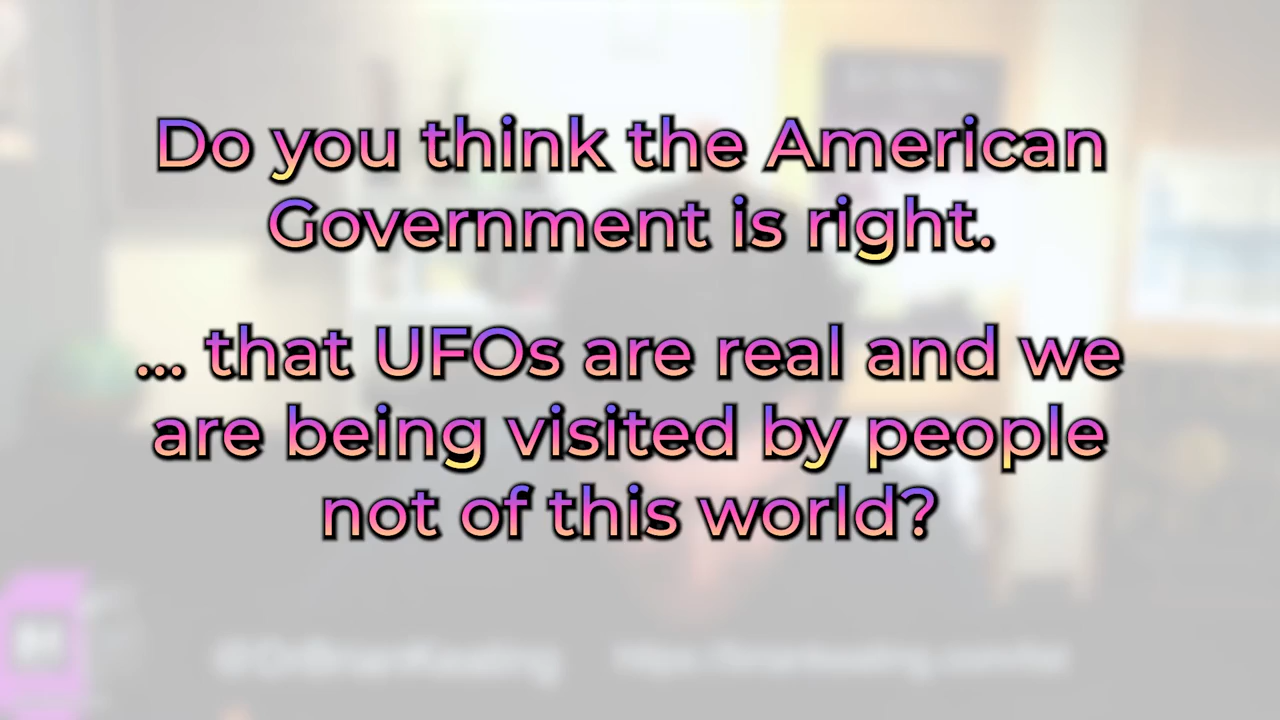 Do you think the American
Government is right.
... that UFOs are real and we
are being visited by people
not of this world?